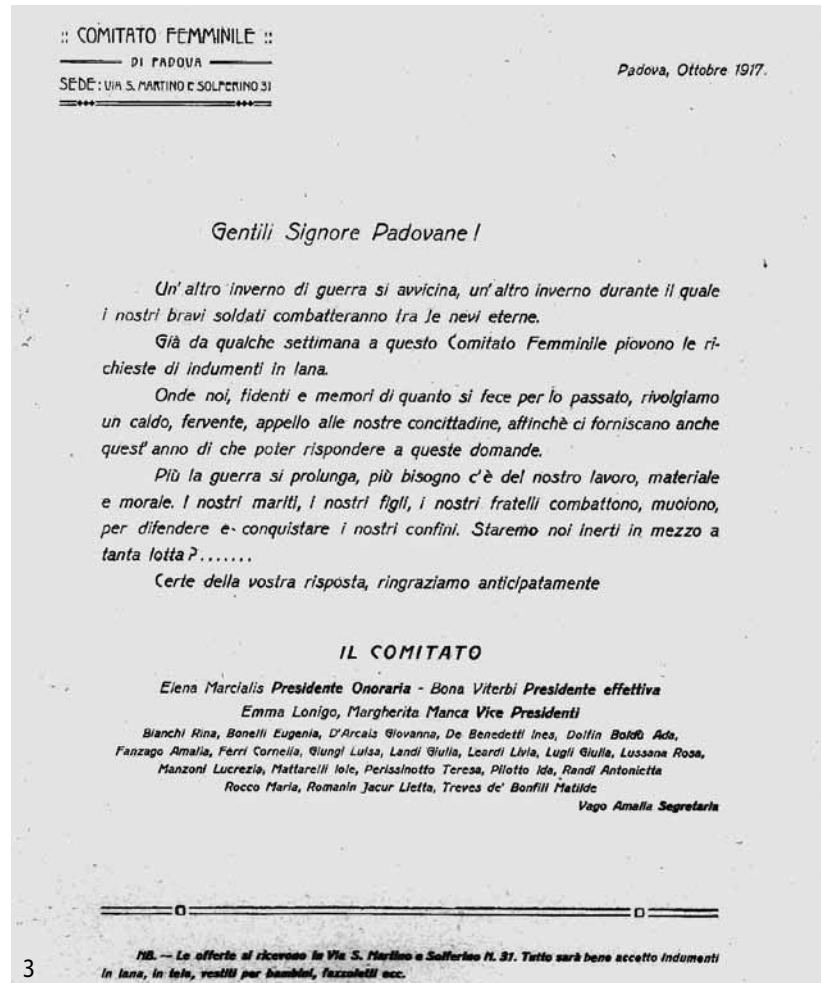 :: COMITATO FEMMINILE ::
DI PADOVA
SEDE: VIA S. MARTINO E SOLFERINO 31
Padova, Ottobre 1917.
Gentili Signore Padovane!
Un' altro inverno di guerra si avvicina, un' altro inverno durante il quale
i nostri bravi soldati combatteranno tra le nevi eterne.
Già da qualche settimana a questo Comitato Femminile piovono le ri-
chieste di indumenti in lana.
Onde noi, fidenti e memori di quanto si fece per lo passato, rivolgiamo
un caldo, fervente, appello alle nostre concittadine, affinchè ci forniscano anche
quest' anno di che poter rispondere a queste domande.
Più la guerra si prolunga, più bisogno c'è del nostro lavoro, materiale
e morale. I nostri mariti, i nostri figli, i nostri fratelli combattono, muoiono,
per difendere e conquistare i nostri confini. Staremo noi inerti in mezzo a
tanta lotta?.......
Certe della vostra risposta, ringraziamo anticipatamente
IL COMITATO
Elena Marcialis Presidente Onoraria - Bona Viterbi Presidente effettiva
Emma Lonigo, Margherita Manca Vice Presidenti
Bianchi Rina, Bonelli Eugenia, D'Arcais Giovanna, De Benedetti Ines, Dolfin Boldù Ada,
Fanzago Amalia, Ferri Cornelia, Giungi Luisa, Landi Giulia, Leardi Livia, Lugli Giulia, Lussana Rosa,
Manzoni Lucrezia, Mattarelli Iole, Perissinotto Teresa, Pilotto Ida, Randi Antonietta
Rocco Maria, Romanin Jacur Lietta, Treves de' Bonfili Matilde
Vago Amalia Segretaria
NB. — Le offerte si ricevono in Via S. Martino e Solferino N. 31. Tutto sarà bene accetto indumenti
in lana, in tela, vestiti per bambini, fazzoletti ecc.
3